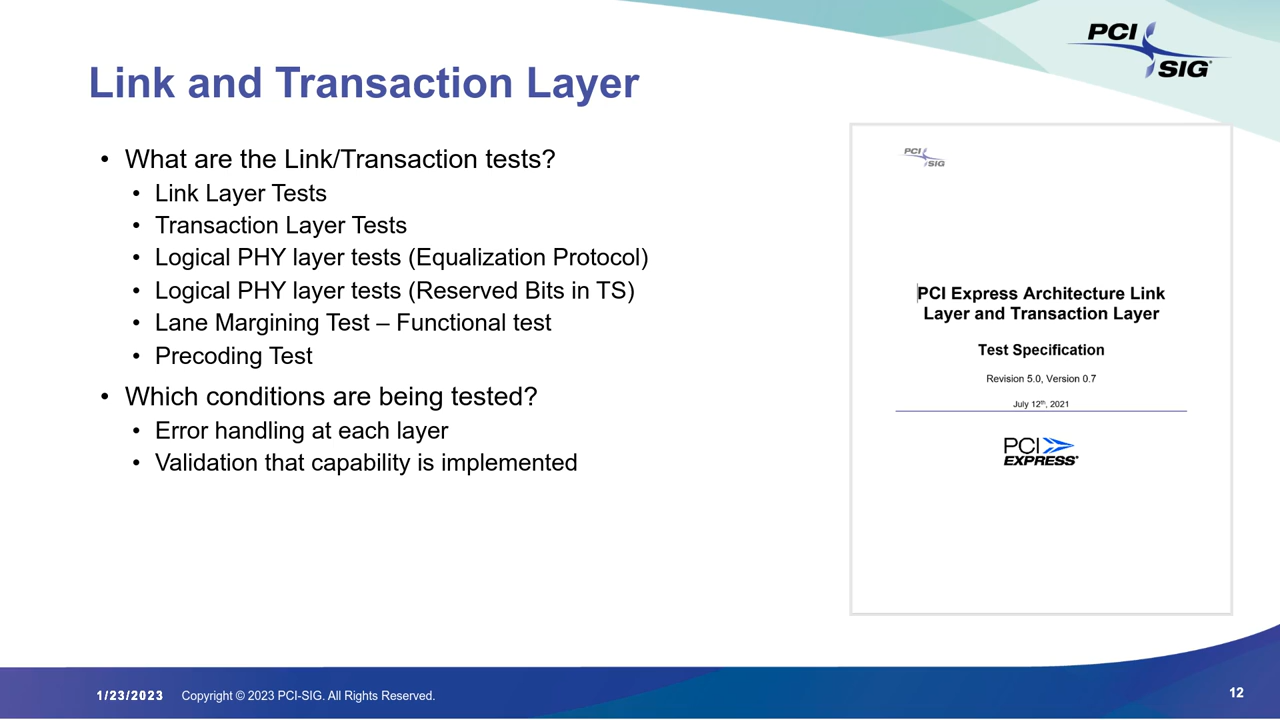 PCI
SIG®
Link and Transaction Layer
• What are the Link/Transaction tests?
• Link Layer Tests
• Transaction Layer Tests
• Logical PHY layer tests (Equalization Protocol)
• Logical PHY layer tests (Reserved Bits in TS)
• Lane Margining Test – Functional test
• Precoding Test
• Which conditions are being tested?
• Error handling at each layer
• Validation that capability is implemented
PCI
SIG
PCI Express Architecture Link
Layer and Transaction Layer
Test Specification
Revision 5.0, Version 0.7
July 12th, 2021
PCI
EXPRESS®
1/23/2023 Copyright © 2023 PCI-SIG. All Rights Reserved.
12